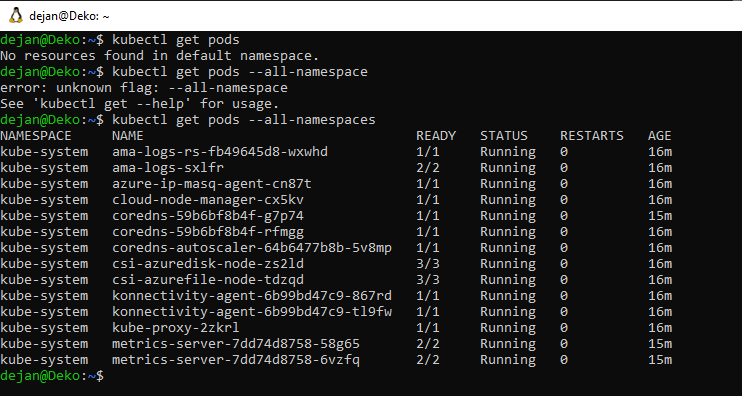 dejan@Deko: ~
dejan@Deko:~$ kubectl get pods
No resources found in default namespace.
dejan@Deko:~$ kubectl get pods --all-namespace
error: unknown flag: --all-namespace
See 'kubectl get --help' for usage.
dejan@Deko:~$ kubectl get pods --all-namespaces
NAMESPACE     NAME                                  READY   STATUS    RESTARTS   AGE
kube-system   ama-logs-rs-fb49645d8-wxwhd           1/1     Running   0          16m
kube-system   ama-logs-sxlfr                        2/2     Running   0          16m
kube-system   azure-ip-masq-agent-cn87t             1/1     Running   0          16m
kube-system   cloud-node-manager-cx5kv              1/1     Running   0          16m
kube-system   coredns-59b6bf8b4f-g7p74              1/1     Running   0          15m
kube-system   coredns-59b6bf8b4f-rfmgg              1/1     Running   0          16m
kube-system   coredns-autoscaler-64b6477b8b-5v8mp   1/1     Running   0          16m
kube-system   csi-azuredisk-node-zs2ld              3/3     Running   0          16m
kube-system   csi-azurefile-node-tdzqd              3/3     Running   0          16m
kube-system   konnectivity-agent-6b99bd47c9-867rd   1/1     Running   0          16m
kube-system   konnectivity-agent-6b99bd47c9-tl9fw   1/1     Running   0          16m
kube-system   kube-proxy-2zkrl                      1/1     Running   0          16m
kube-system   metrics-server-7dd74d8758-58g65       2/2     Running   0          15m
kube-system   metrics-server-7dd74d8758-6vzfq       2/2     Running   0          15m
dejan@Deko:~$